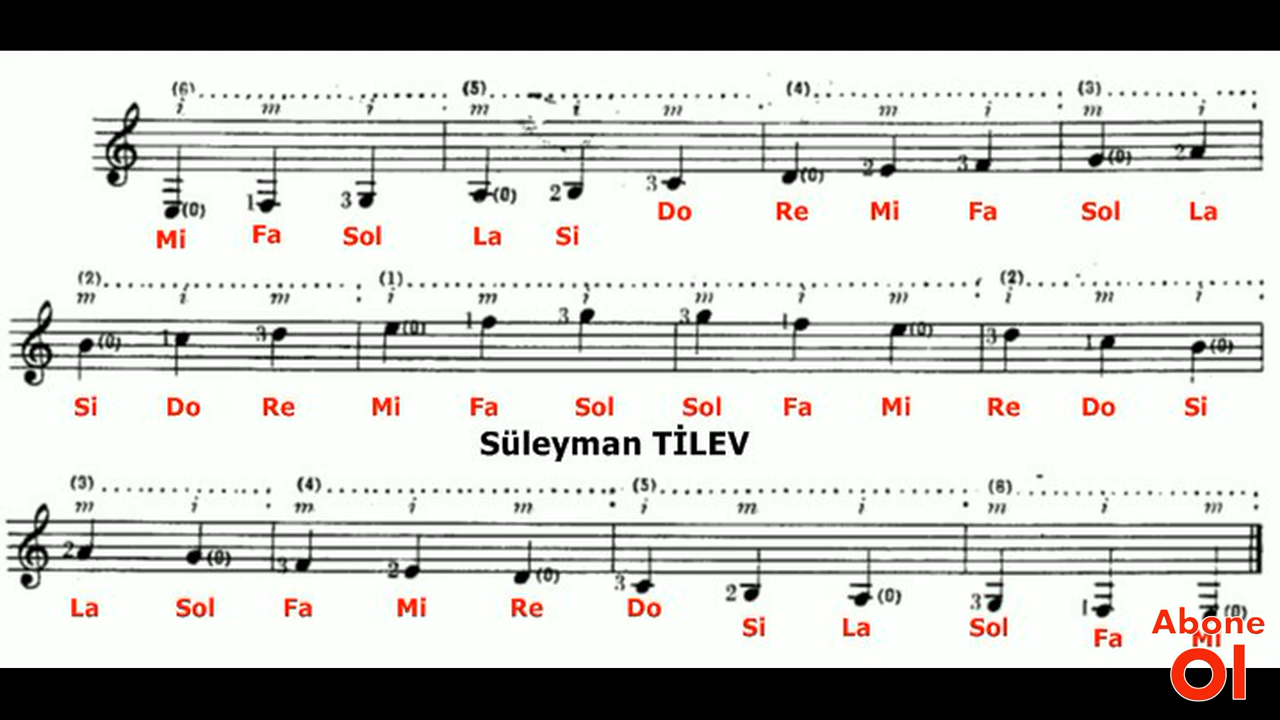 (6) (5) (4) (3)
i m i m i m m i m i
(0) 1 3 (0) 2 3 (0) 2 3 (0) 2
Do Re Mi Fa Sol La
Mi Fa Sol La Si
(2) (1) (2)
m i m i m i m i m i m i
(0) 1 3 (0) 1 3 3 1 (0) 3 1 (0)
Si Do Re Mi Fa Sol Sol Fa Mi Re Do Si
Süleyman TİLEV
(3) (4) (5) (6)
m i m i m i m i m i m
2 (0) 3 2 (0) 3 2 (0) 3 1 (0)
La Sol Fa Mi Re Do
Si La Sol Fa Mi
Abone
Ol